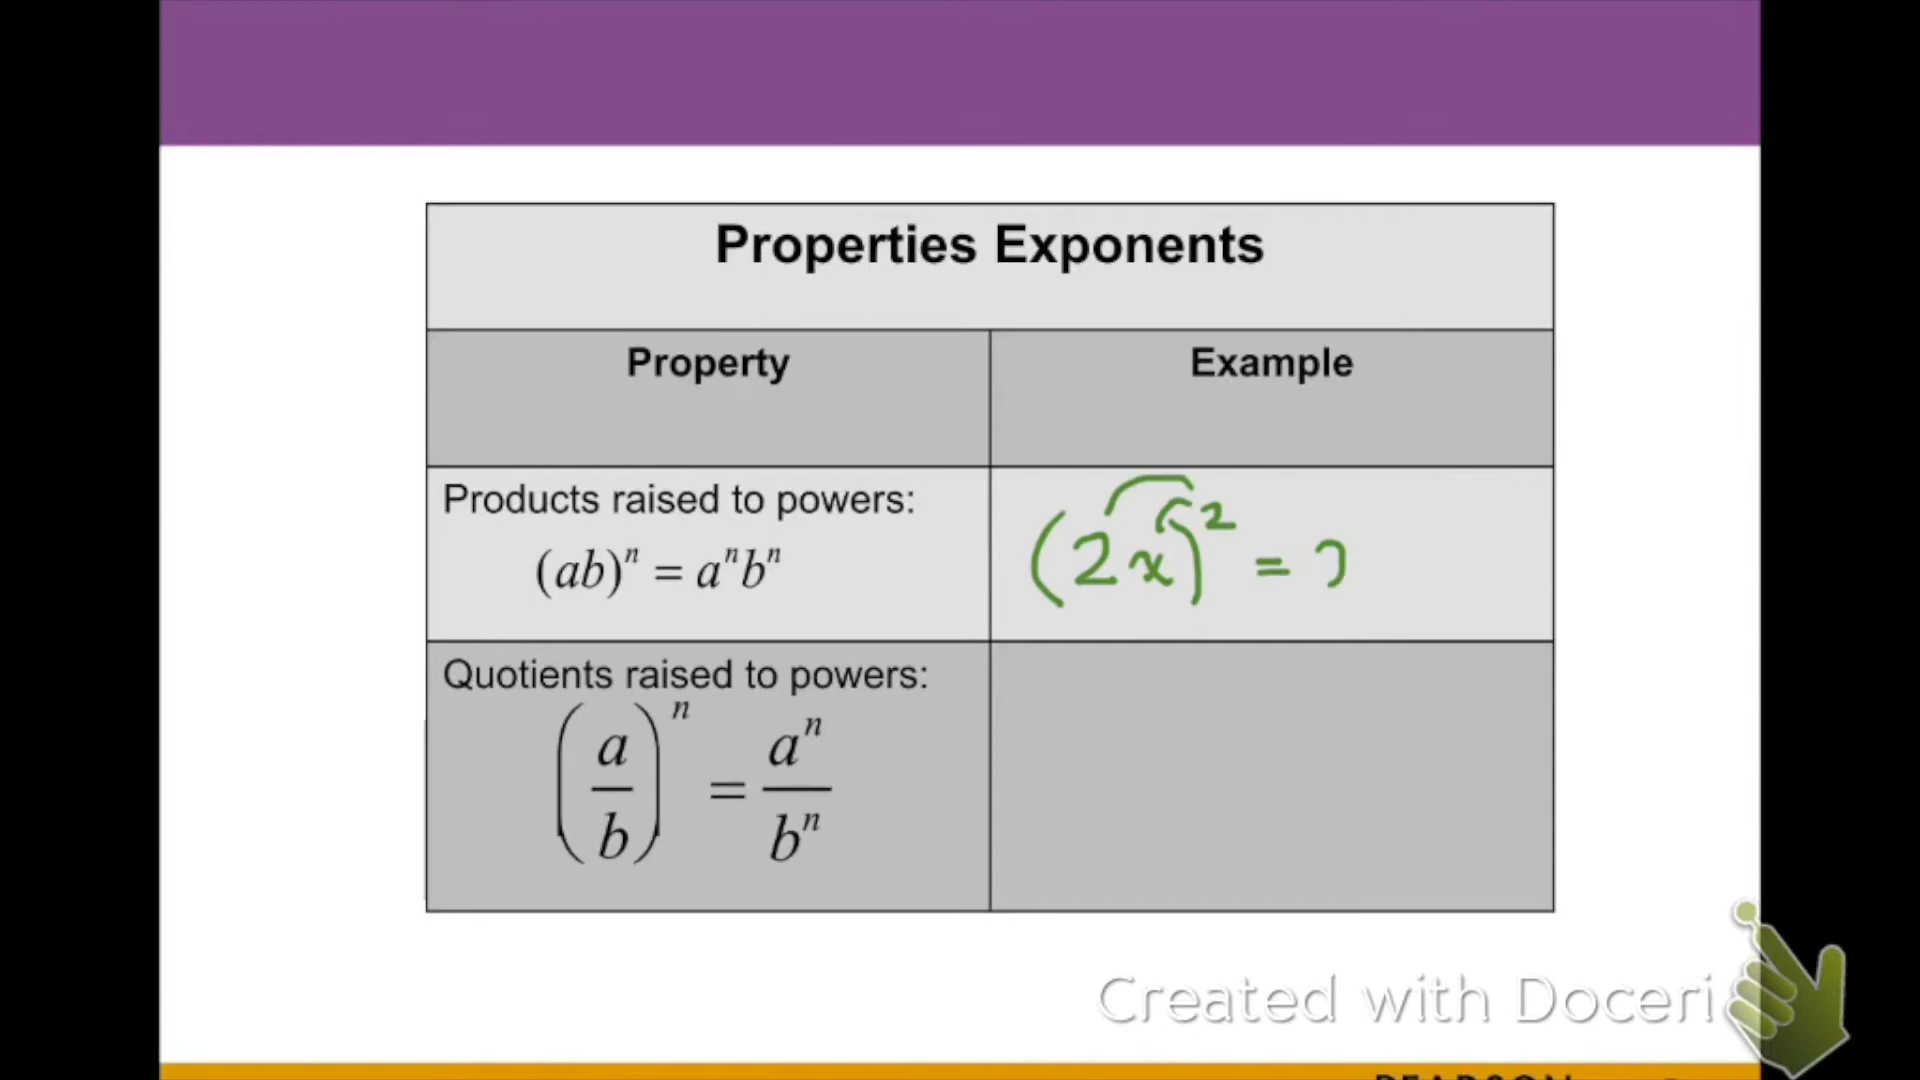 Properties Exponents
Property
Example
Products raised to powers:
(ab)ⁿ = aⁿbⁿ
(2x)² =
Quotients raised to powers:
(a/b)ⁿ = aⁿ/bⁿ
Created with Doceri